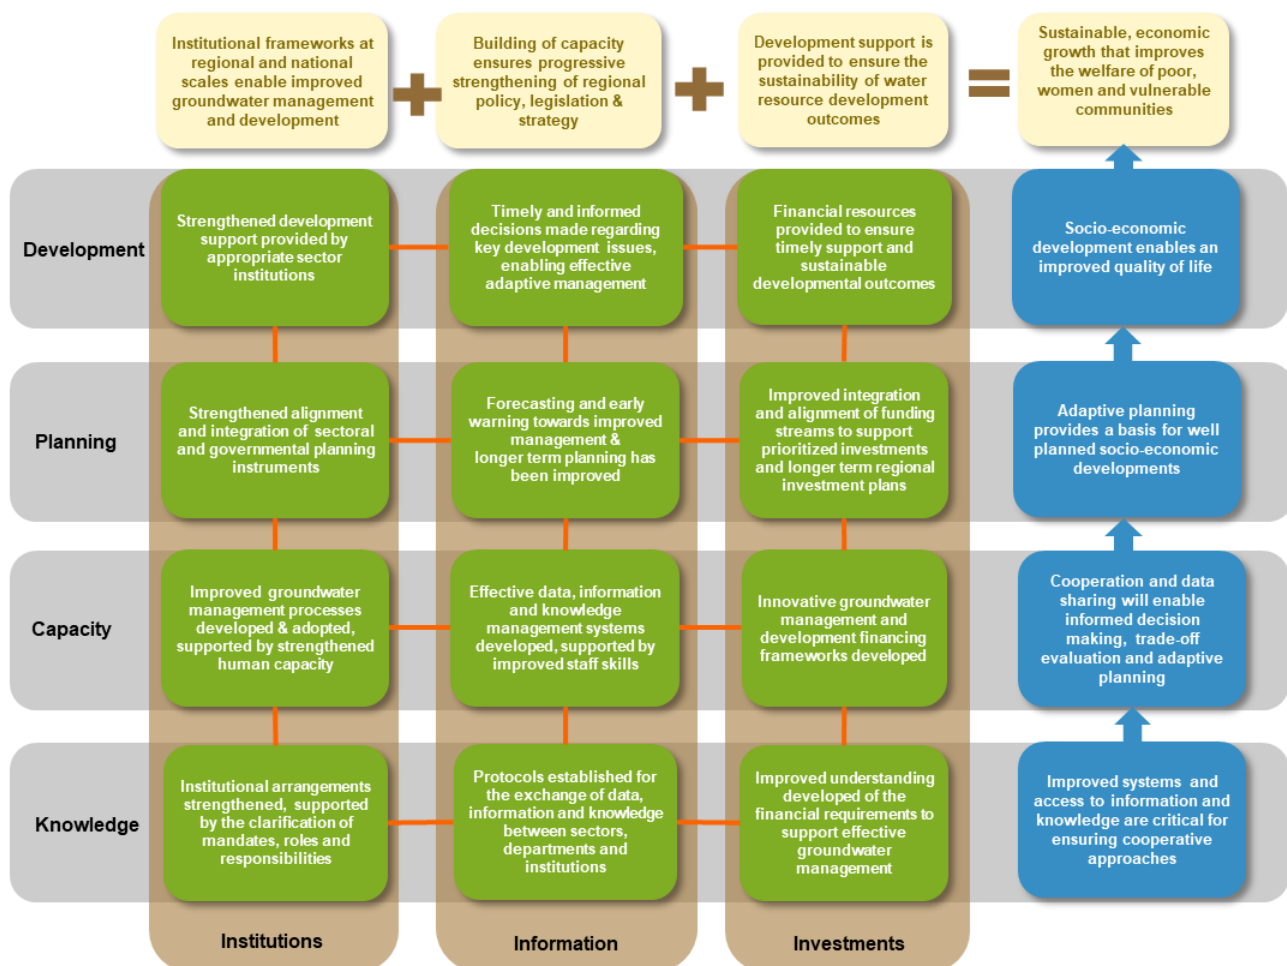 Institutional frameworks at
regional and national
scales enable improved
groundwater management
and development
+
Building of capacity
ensures progressive
strengthening of regional
policy, legislation &
strategy
+
Development support is
provided to ensure the
sustainability of water
resource development
outcomes
=
Sustainable, economic
growth that improves
the welfare of poor,
women and vulnerable
communities
Development
Strengthened development
support provided by
appropriate sector
institutions
Timely and informed
decisions made regarding
key development issues,
enabling effective
adaptive management
Financial resources
provided to ensure
timely support and
sustainable
developmental outcomes
Socio-economic
development enables an
improved quality of life
Planning
Strengthened alignment
and integration of sectoral
and governmental planning
instruments
Forecasting and early
warning towards improved
management &
longer term planning has
been improved
Improved integration
and alignment of funding
streams to support
prioritized investments
and longer term regional
investment plans
Adaptive planning
provides a basis for well
planned socio-economic
developments
Capacity
Improved groundwater
management processes
developed & adopted,
supported by strengthened
human capacity
Effective data, information
and knowledge
management systems
developed, supported by
improved staff skills
Innovative groundwater
management and
development financing
frameworks developed
Cooperation and data
sharing will enable
informed decision
making, trade-off
evaluation and adaptive
planning
Knowledge
Institutional arrangements
strengthened, supported
by the clarification of
mandates, roles and
responsibilities
Protocols established for
the exchange of data,
information and knowledge
between sectors,
departments and
institutions
Improved understanding
developed of the
financial requirements to
support effective
groundwater
management
Improved systems and
access to information and
knowledge are critical for
ensuring cooperative
approaches
Institutions
Information
Investments